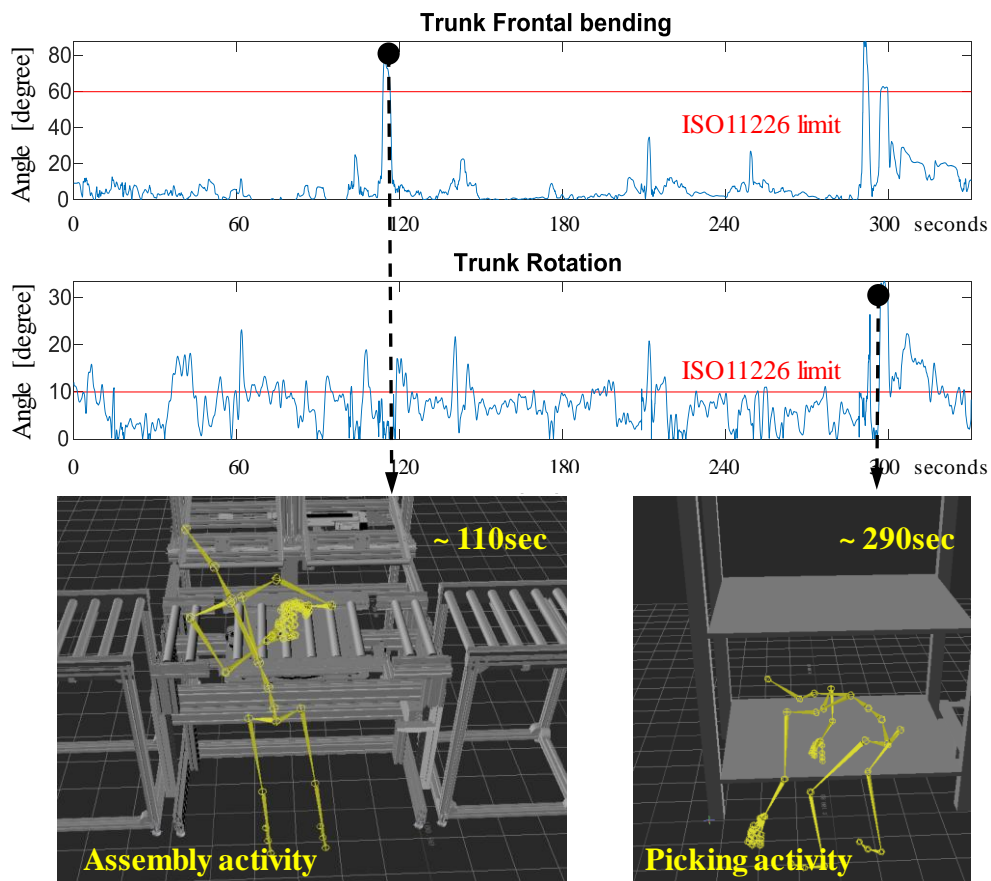 Trunk Frontal bending
Angle [degree]
80
60
40
20
0
ISO11226 limit
0 60 120 180 240 300 seconds
Trunk Rotation
Angle [degree]
30
20
10
0
ISO11226 limit
0 60 120 180 240 300 seconds
~ 110sec
~ 290sec
Assembly activity
Picking activity